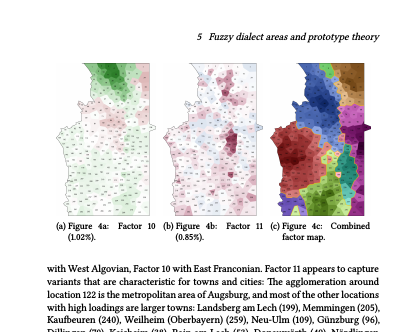 5 Fuzzy dialect areas and prototype theory
(a) Figure 4a: Factor 10 (1.02%).
(b) Figure 4b: Factor 11 (0.85%).
(c) Figure 4c: Combined factor map.
with West Algovian, Factor 10 with East Franconian. Factor 11 appears to capture
variants that are characteristic for towns and cities: The agglomeration around
location 122 is the metropolitan area of Augsburg, and most of the other locations
with high loadings are larger towns: Landsberg am Lech (199), Memmingen (205),
Kaufbeuren (240), Weilheim (Oberbayern) (259), Neu-Ulm (109), Günzburg (96),